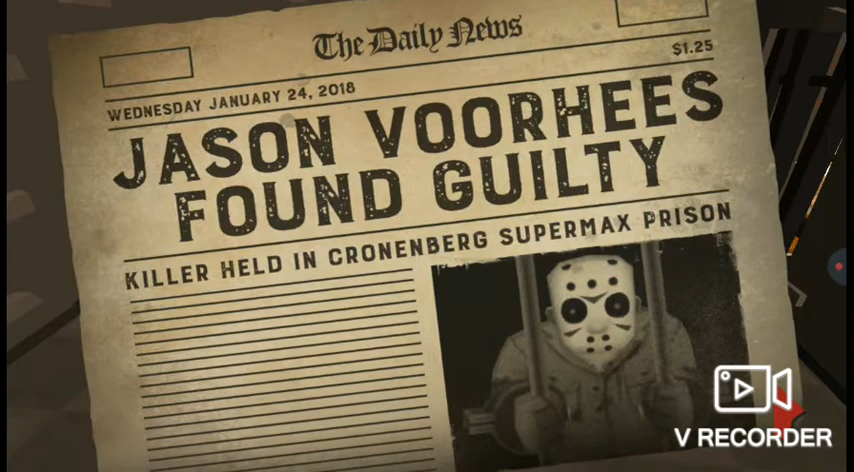 The Daily News
$1.25
WEDNESDAY JANUARY 24, 2018
JASON VOORHEES
FOUND GUILTY
KILLER HELD IN CRONENBERG SUPERMAX PRISON
V RECORDER